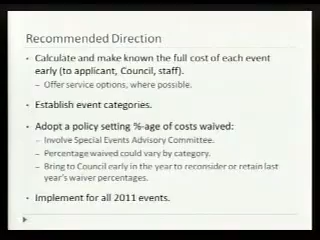 Recommended Direction
• Calculate and make known the full cost of each event
early (to applicant, Council, staff).
– Offer service options, where possible.
• Establish event categories.
• Adopt a policy setting %-age of costs waived:
– Involve Special Events Advisory Committee.
– Percentage waived could vary by category.
– Bring to Council early in the year to reconsider or retain last
year's waiver percentages.
• Implement for all 2011 events.